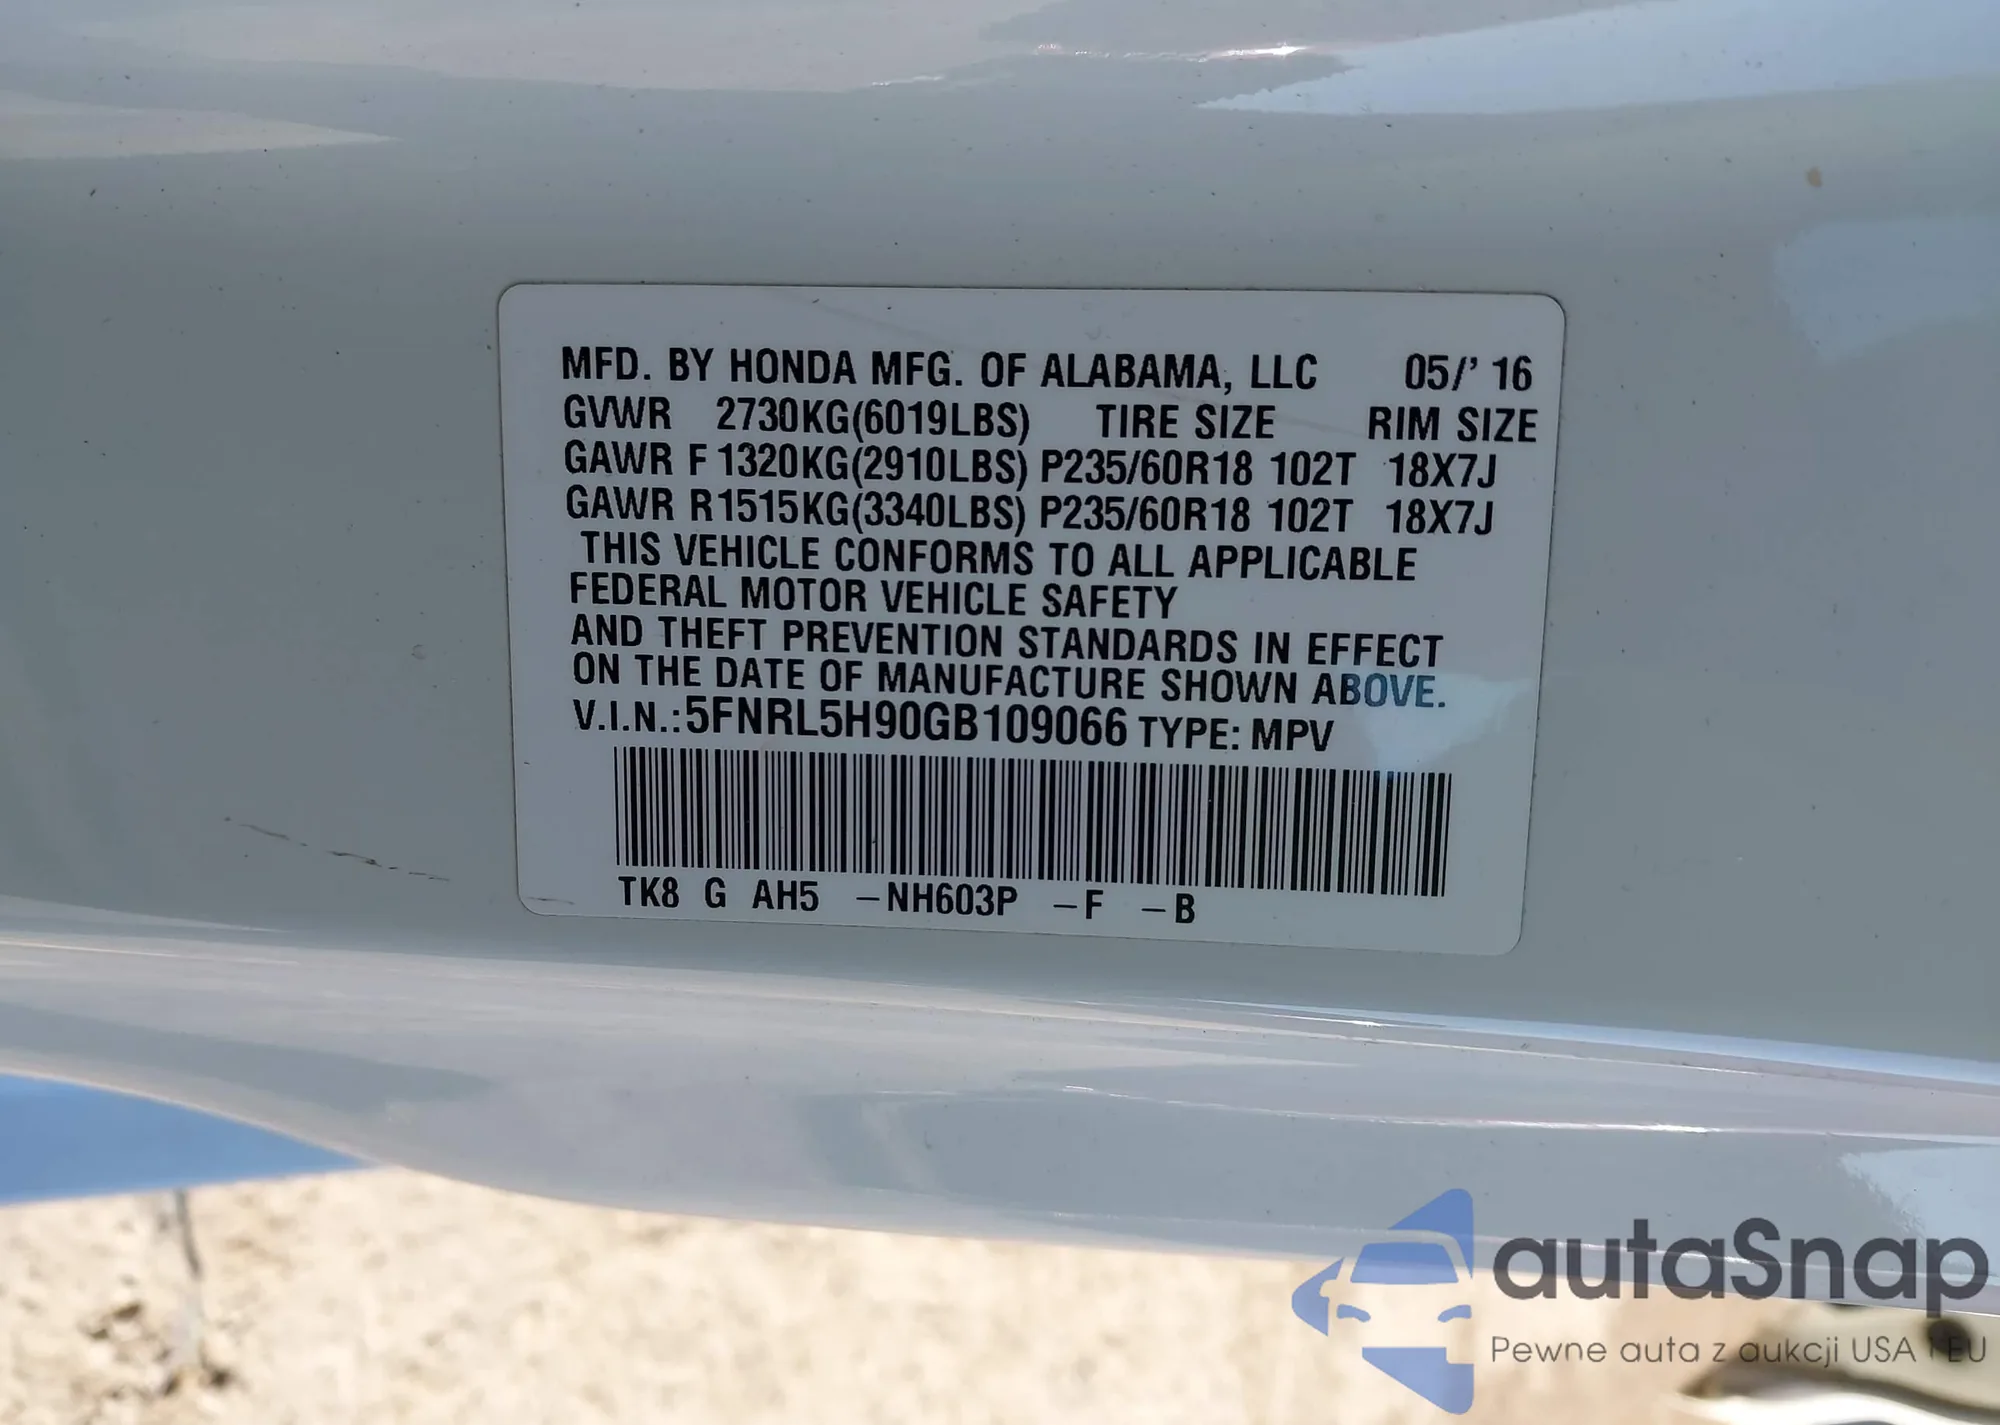 MFD. BY HONDA MFG. OF ALABAMA, LLC 05/' 16
GVWR 2730KG(6019LBS) TIRE SIZE RIM SIZE
GAWR F 1320KG(2910LBS) P235/60R18 102T 18X7J
GAWR R1515KG(3340LBS) P235/60R18 102T 18X7J
THIS VEHICLE CONFORMS TO ALL APPLICABLE
FEDERAL MOTOR VEHICLE SAFETY
AND THEFT PREVENTION STANDARDS IN EFFECT
ON THE DATE OF MANUFACTURE SHOWN ABOVE.
V.I.N.:5FNRL5H90GB109066 TYPE: MPV
TK8 G AH5 –NH603P –F –B
autaSnap
Pewne auta z aukcji USA i EU